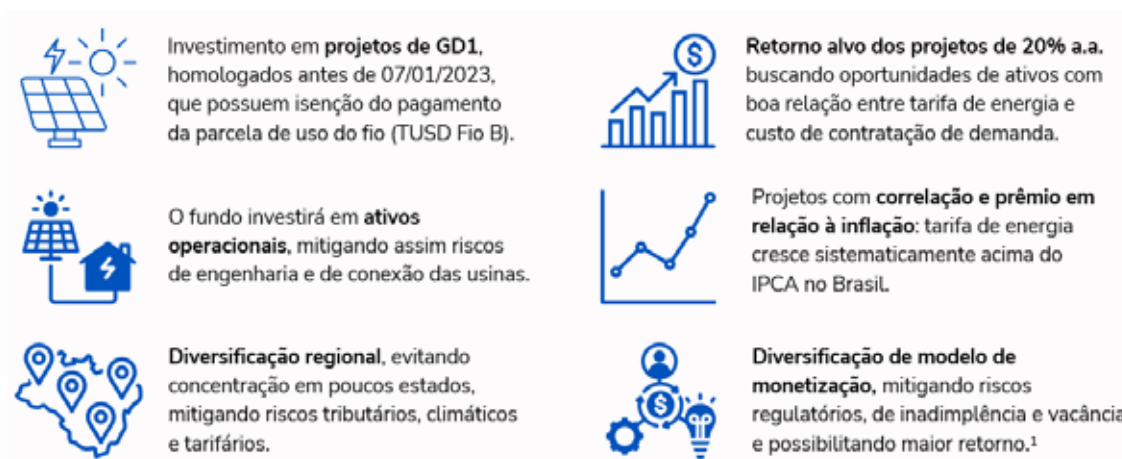 Investimento em projetos de GD1,
homologados antes de 07/01/2023,
que possuem isenção do pagamento
da parcela de uso do fio (TUSD Fio B).
Retorno alvo dos projetos de 20% a.a.
buscando oportunidades de ativos com
boa relação entre tarifa de energia e
custo de contratação de demanda.
O fundo investirá em ativos
operacionais, mitigando assim riscos
de engenharia e de conexão das usinas.
Projetos com correlação e prêmio em
relação à inflação: tarifa de energia
cresce sistematicamente acima do
IPCA no Brasil.
Diversificação regional, evitando
concentração em poucos estados,
mitigando riscos tributários, climáticos
e tarifários.
Diversificação de modelo de
monetização, mitigando riscos
regulatórios, de inadimplência e vacância
e possibilitando maior retorno.¹